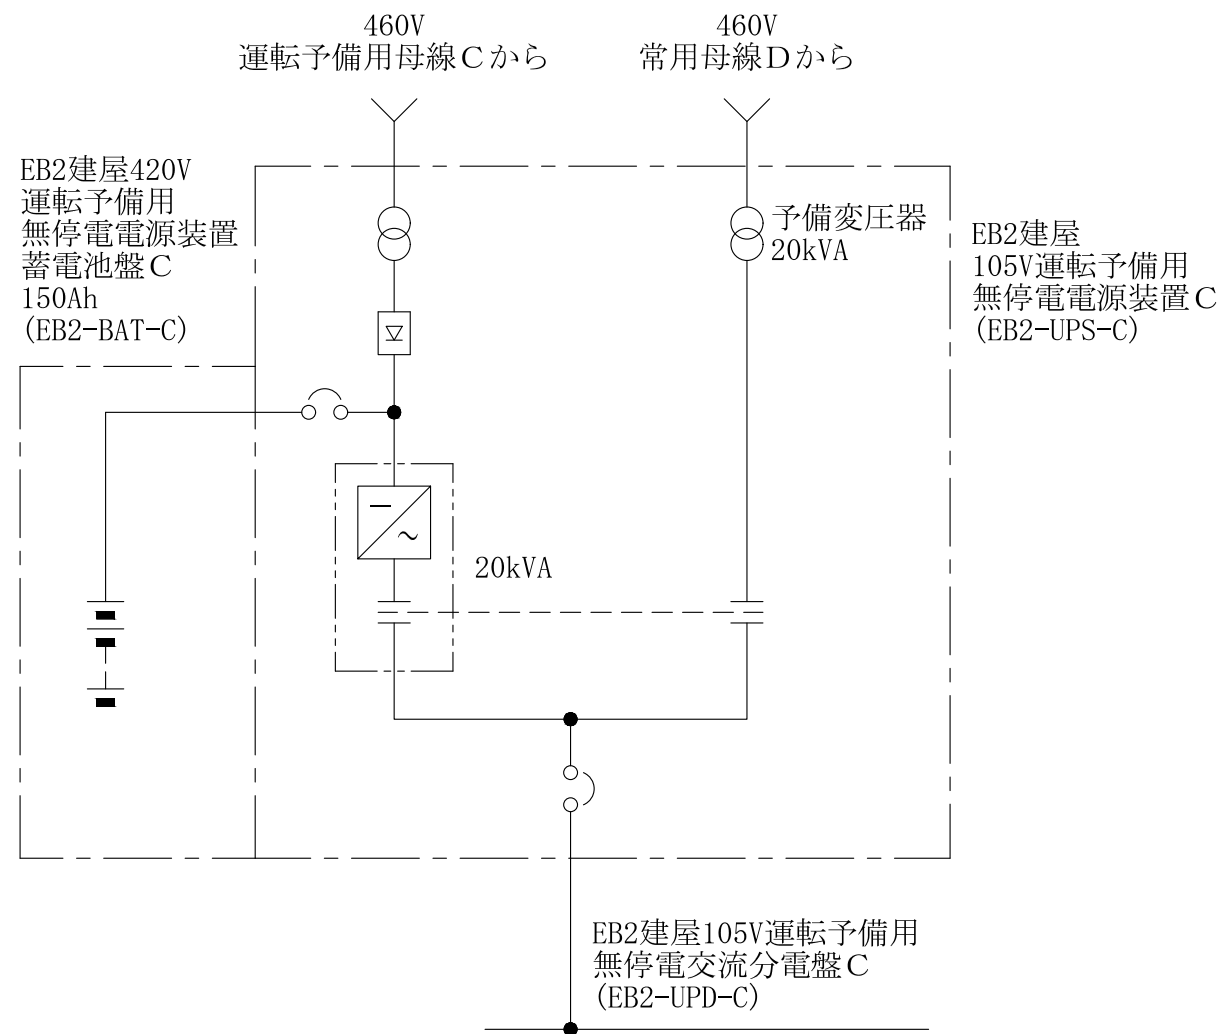 460V
運転予備用母線Cから
460V
常用母線Dから
EB2建屋420V
運転予備用
無停電電源装置
蓄電池盤C
150Ah
(EB2-BAT-C)
予備変圧器
20kVA
EB2建屋
105V運転予備用
無停電電源装置C
(EB2-UPS-C)
20kVA
EB2建屋105V運転予備用
無停電交流分電盤C
(EB2-UPD-C)